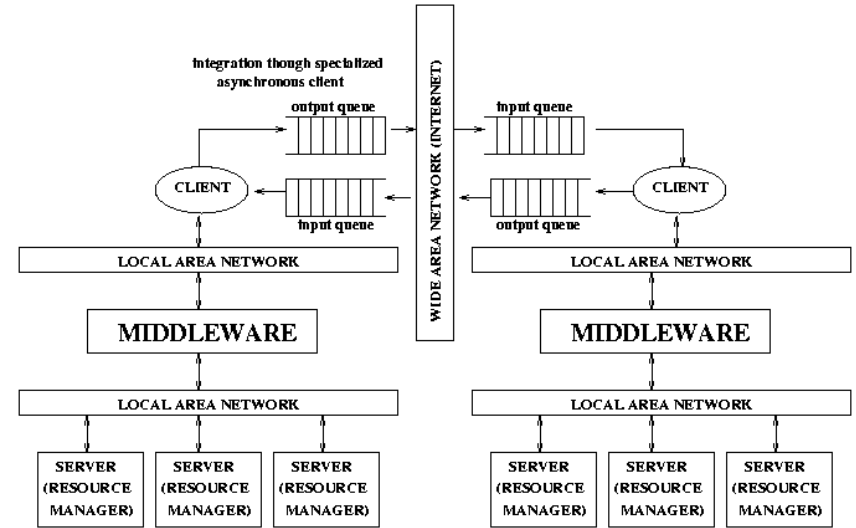 integration though specialized
asynchronous client
output queue
input queue
CLIENT
CLIENT
input queue
output queue
WIDE AREA NETWORK (INTERNET)
LOCAL AREA NETWORK
LOCAL AREA NETWORK
MIDDLEWARE
MIDDLEWARE
LOCAL AREA NETWORK
LOCAL AREA NETWORK
SERVER
(RESOURCE
MANAGER)
SERVER
(RESOURCE
MANAGER)
SERVER
(RESOURCE
MANAGER)
SERVER
(RESOURCE
MANAGER)
SERVER
(RESOURCE
MANAGER)
SERVER
(RESOURCE
MANAGER)